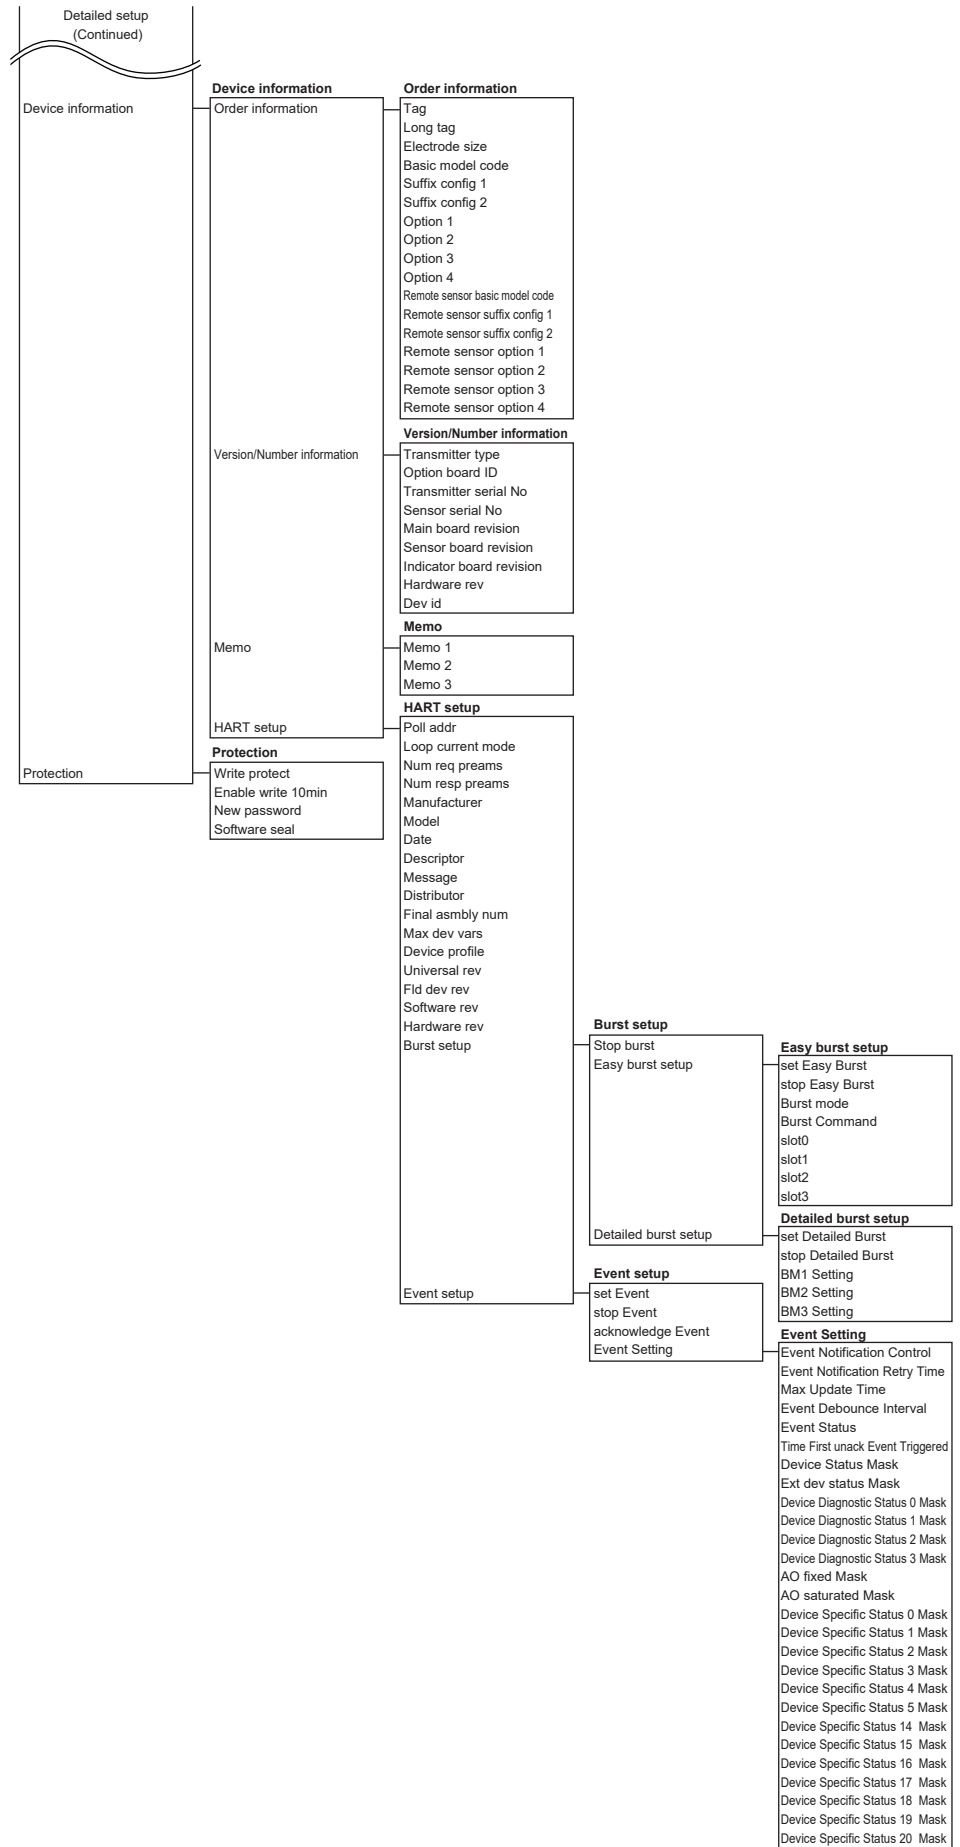 Detailed setup
(Continued)
Device information
Protection
Device information
Order information
Version/Number information
Memo
HART setup
Protection
Write protect
Enable write 10min
New password
Software seal
Order information
Tag
Long tag
Electrode size
Basic model code
Suffix config 1
Suffix config 2
Option 1
Option 2
Option 3
Option 4
Remote sensor basic model code
Remote sensor suffix config 1
Remote sensor suffix config 2
Remote sensor option 1
Remote sensor option 2
Remote sensor option 3
Remote sensor option 4
Version/Number information
Transmitter type
Option board ID
Transmitter serial No
Sensor serial No
Main board revision
Sensor board revision
Indicator board revision
Hardware rev
Dev id
Memo
Memo 1
Memo 2
Memo 3
HART setup
Poll addr
Loop current mode
Num req preams
Num resp preams
Manufacturer
Model
Date
Descriptor
Message
Distributor
Final asmbly num
Max dev vars
Device profile
Universal rev
Fld dev rev
Software rev
Hardware rev
Burst setup
Event setup
Burst setup
Stop burst
Easy burst setup
Detailed burst setup
Event setup
set Event
stop Event
acknowledge Event
Event Setting
Easy burst setup
set Easy Burst
stop Easy Burst
Burst mode
Burst Command
slot0
slot1
slot2
slot3
Detailed burst setup
set Detailed Burst
stop Detailed Burst
BM1 Setting
BM2 Setting
BM3 Setting
Event Setting
Event Notification Control
Event Notification Retry Time
Max Update Time
Event Debounce Interval
Event Status
Time First unack Event Triggered
Device Status Mask
Ext dev status Mask
Device Diagnostic Status 0 Mask
Device Diagnostic Status 1 Mask
Device Diagnostic Status 2 Mask
Device Diagnostic Status 3 Mask
AO fixed Mask
AO saturated Mask
Device Specific Status 0 Mask
Device Specific Status 1 Mask
Device Specific Status 2 Mask
Device Specific Status 3 Mask
Device Specific Status 4 Mask
Device Specific Status 5 Mask
Device Specific Status 14 Mask
Device Specific Status 15 Mask
Device Specific Status 16 Mask
Device Specific Status 17 Mask
Device Specific Status 18 Mask
Device Specific Status 19 Mask
Device Specific Status 20 Mask